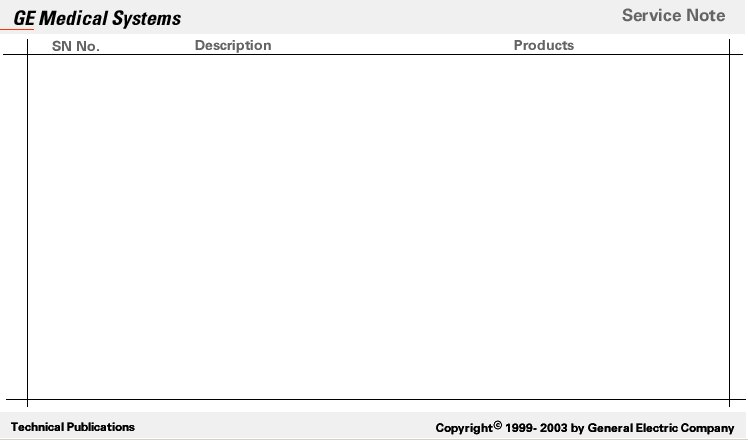 GE Medical Systems Service Note
SN No. Description Products
Technical Publications Copyright© 1999- 2003 by General Electric Company